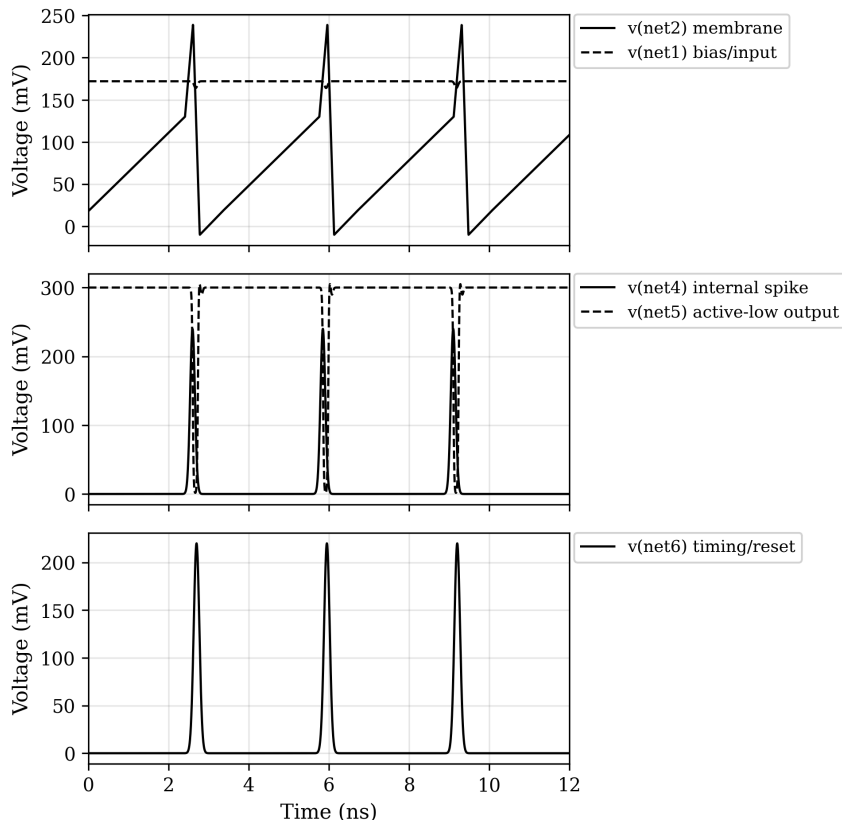 250
200
150
100
50
0
Voltage (mV)
v(net2) membrane
v(net1) bias/input
300
200
100
0
Voltage (mV)
v(net4) internal spike
v(net5) active-low output
200
150
100
50
0
Voltage (mV)
v(net6) timing/reset
0 2 4 6 8 10 12
Time (ns)